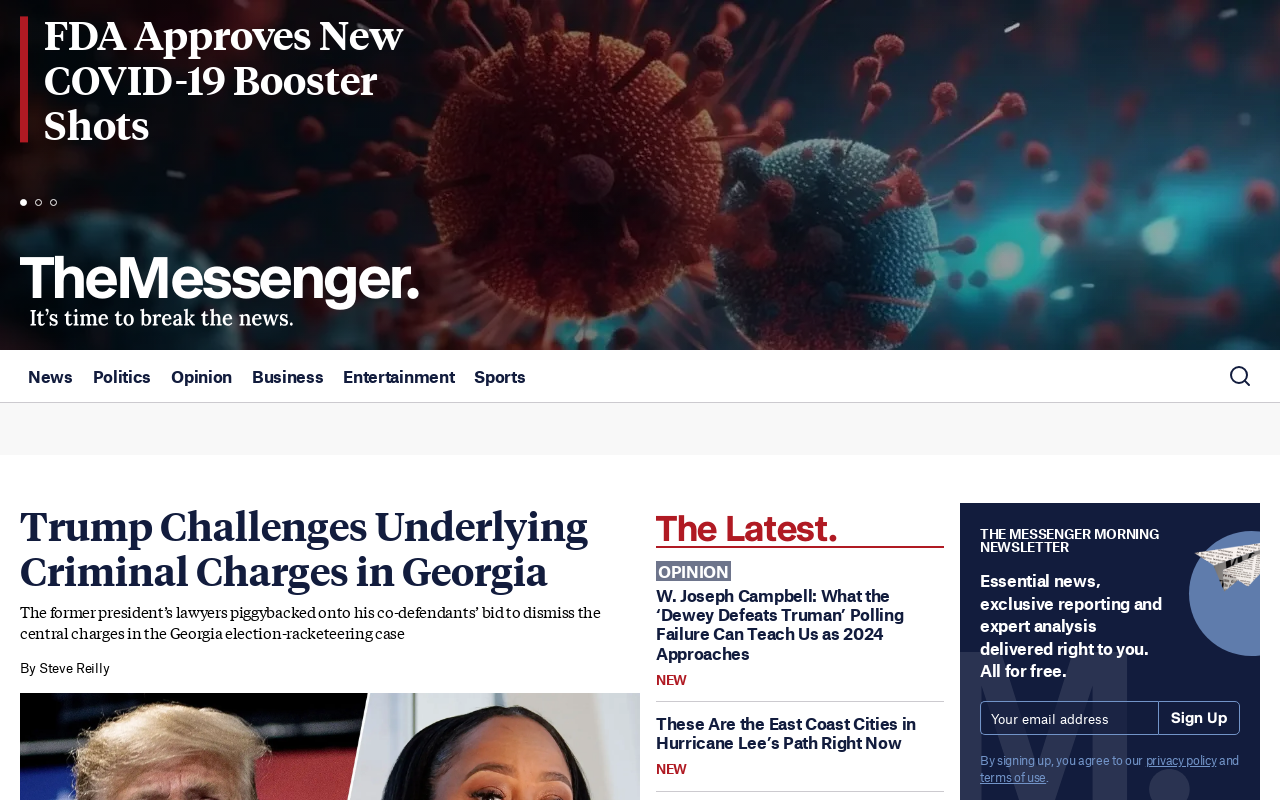 FDA Approves New
COVID-19 Booster
Shots
TheMessenger.
It's time to break the news.
News Politics Opinion Business Entertainment Sports
Trump Challenges Underlying
Criminal Charges in Georgia
The former president's lawyers piggybacked onto his co-defendants' bid to dismiss the
central charges in the Georgia election-racketeering case
By Steve Reilly
The Latest.
OPINION
W. Joseph Campbell: What the
‘Dewey Defeats Truman’ Polling
Failure Can Teach Us as 2024
Approaches
NEW
These Are the East Coast Cities in
Hurricane Lee's Path Right Now
NEW
THE MESSENGER MORNING
NEWSLETTER
Essential news,
exclusive reporting and
expert analysis
delivered right to you.
All for free.
Your email address Sign Up
By signing up, you agree to our privacy policy and
terms of use.
M.